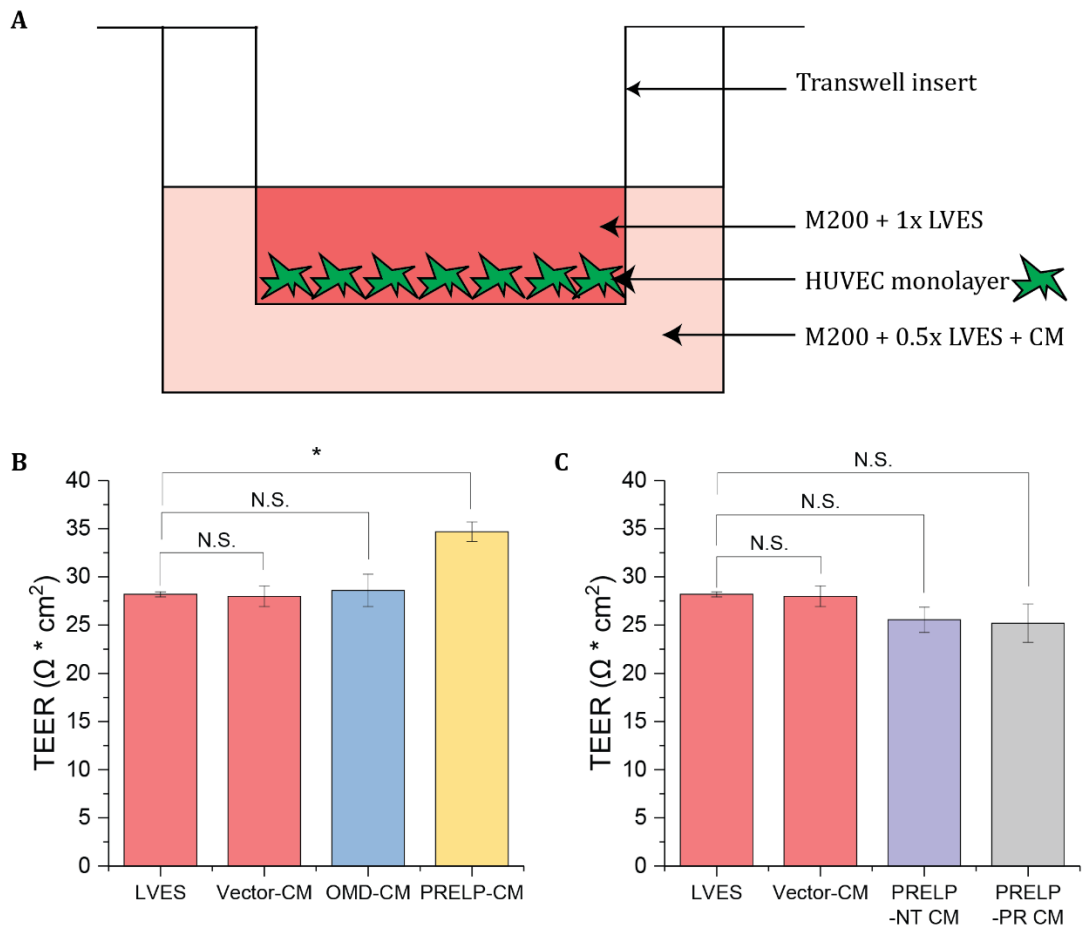 A
Transwell insert
M200 + 1x LVES
HUVEC monolayer
M200 + 0.5x LVES + CM
B
*
N.S.
N.S.
40
35
30
25
20
15
10
5
0
TEER (Ω * cm²)
LVES
Vector-CM
OMD-CM
PRELP-CM
C
N.S.
N.S.
N.S.
40
35
30
25
20
15
10
5
0
TEER (Ω * cm²)
LVES
Vector-CM
PRELP
-NT CM
PRELP
-PR CM